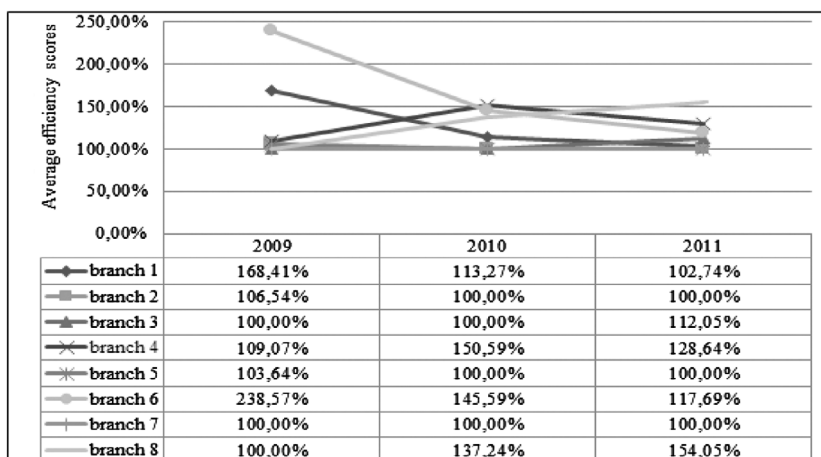 Average efficiency scores
250,00%
200,00%
150,00%
100,00%
50,00%
0,00%
2009 2010 2011
branch 1 168,41% 113,27% 102,74%
branch 2 106,54% 100,00% 100,00%
branch 3 100,00% 100,00% 112,05%
branch 4 109,07% 150,59% 128,64%
branch 5 103,64% 100,00% 100,00%
branch 6 238,57% 145,59% 117,69%
branch 7 100,00% 100,00% 100,00%
branch 8 100,00% 137,24% 154,05%